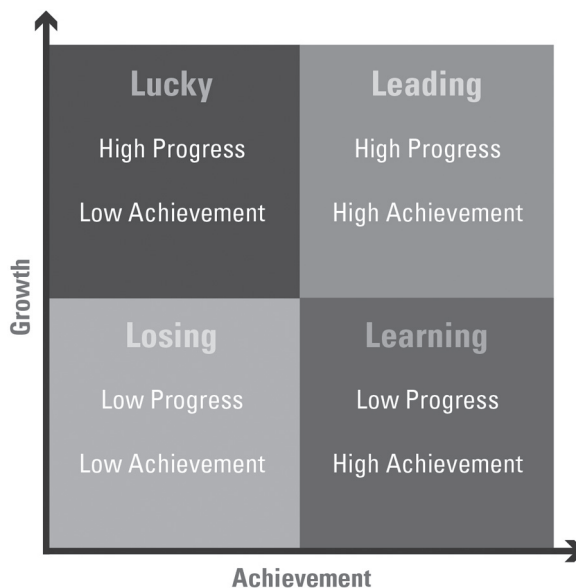 Growth
Lucky
High Progress
Low Achievement
Leading
High Progress
High Achievement
Losing
Low Progress
Low Achievement
Learning
Low Progress
High Achievement
Achievement